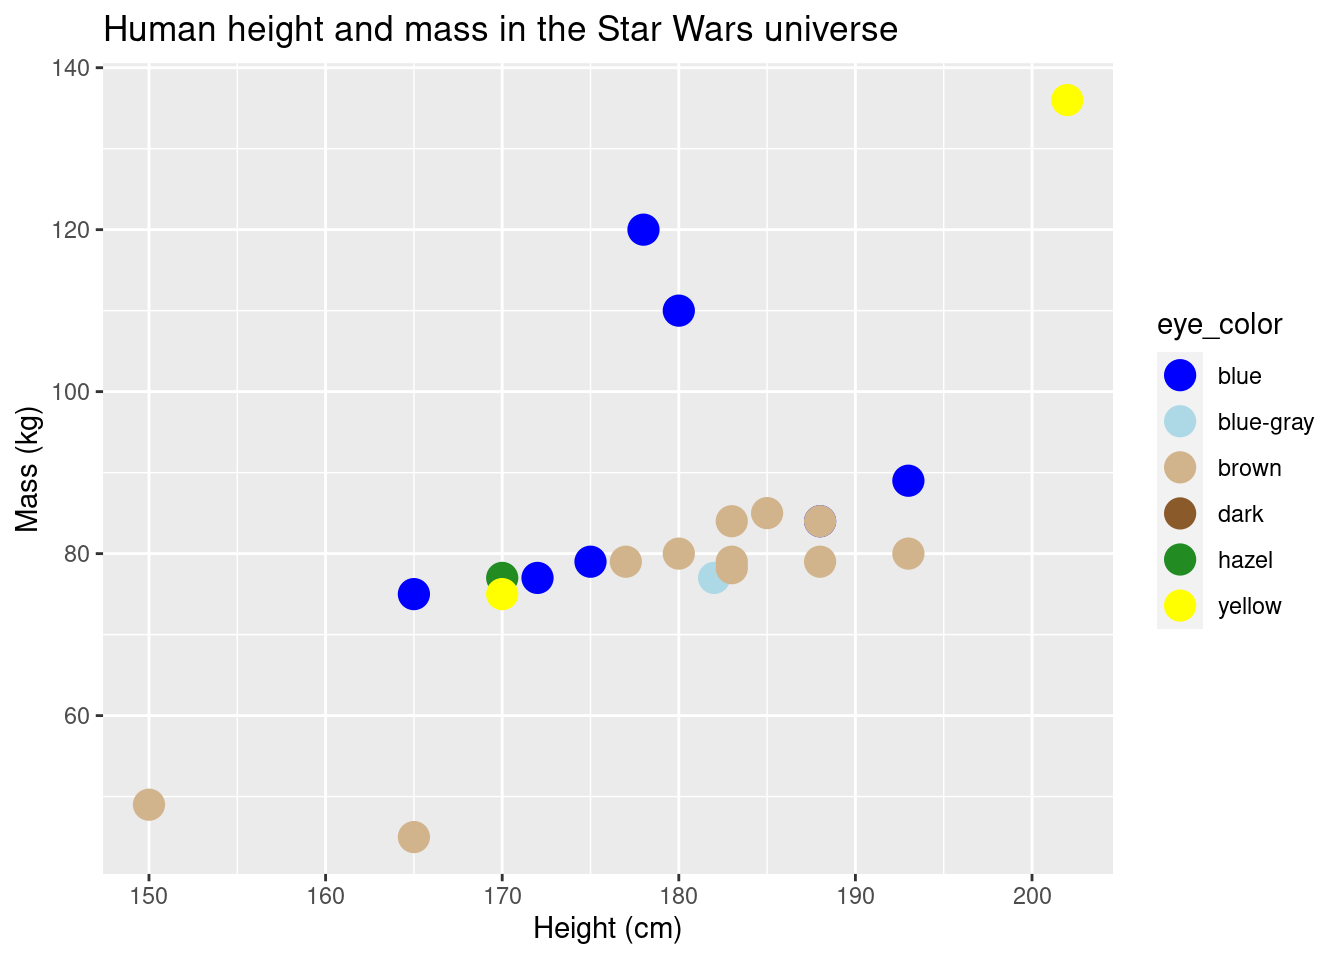 Human height and mass in the Star Wars universe
140
120
100
80
60
Mass (kg)
150 160 170 180 190 200
Height (cm)
eye_color
blue
blue-gray
brown
dark
hazel
yellow